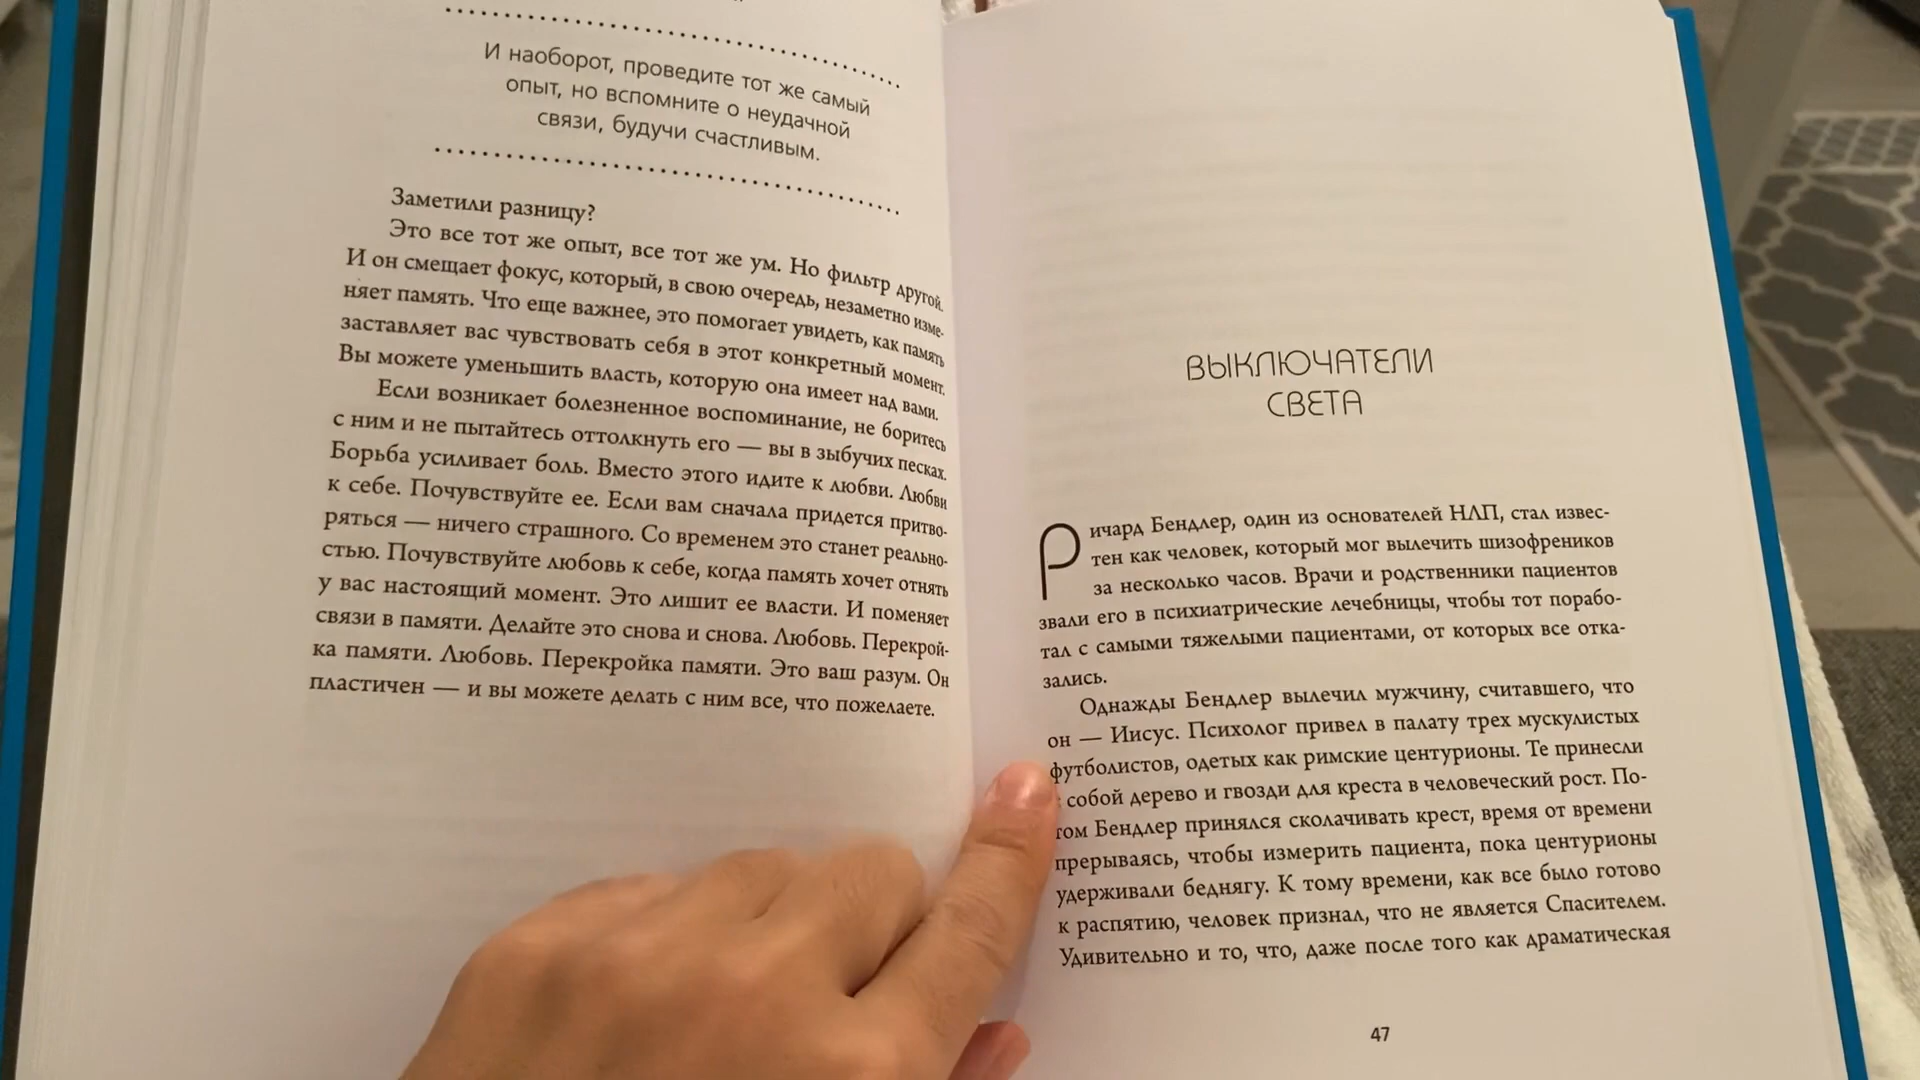 И наоборот, проведите тот же самый
опыт, но вспомните о неудачной
связи, будучи счастливым.
Заметили разницу?
Это все тот же опыт, все тот же ум. Но фильтр другой.
И он смещает фокус, который, в свою очередь, незаметно изме-
няет память. Что еще важнее, это помогает увидеть, как память
заставляет вас чувствовать себя в этот конкретный момент.
Вы можете уменьшить власть, которую она имеет над вами.
Если возникает болезненное воспоминание, не боритесь
с ним и не пытайтесь оттолкнуть его — вы в зыбучих песках.
Борьба усиливает боль. Вместо этого идите к любви. Любви
к себе. Почувствуйте ее. Если вам сначала придется притво-
ряться — ничего страшного. Со временем это станет реально-
стью. Почувствуйте любовь к себе, когда память хочет отнять
у вас настоящий момент. Это лишит ее власти. И поменяет
связи в памяти. Делайте это снова и снова. Любовь. Перекрой-
ка памяти. Любовь. Перекройка памяти. Это ваш разум. Он
пластичен — и вы можете делать с ним все, что пожелаете.
ВЫКЛЮЧАТЕЛИ
СВЕТА
Ричард Бендлер, один из основателей НЛП, стал извес-
тен как человек, который мог вылечить шизофреников
за несколько часов. Врачи и родственники пациентов
звали его в психиатрические лечебницы, чтобы тот порабо-
тал с самыми тяжелыми пациентами, от которых все отка-
зались.
Однажды Бендлер вылечил мужчину, считавшего, что
он — Иисус. Психолог привел в палату трех мускулистых
футболистов, одетых как римские центурионы. Те принесли
собой дерево и гвозди для креста в человеческий рост. По-
том Бендлер принялся сколачивать крест, время от времени
прерываясь, чтобы измерить пациента, пока центурионы
удерживали беднягу. К тому времени, как все было готово
к распятию, человек признал, что не является Спасителем.
Удивительно и то, что, даже после того как драматическая
47